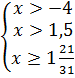 x > −4
x > 1,5
x ≥ 1 21/31